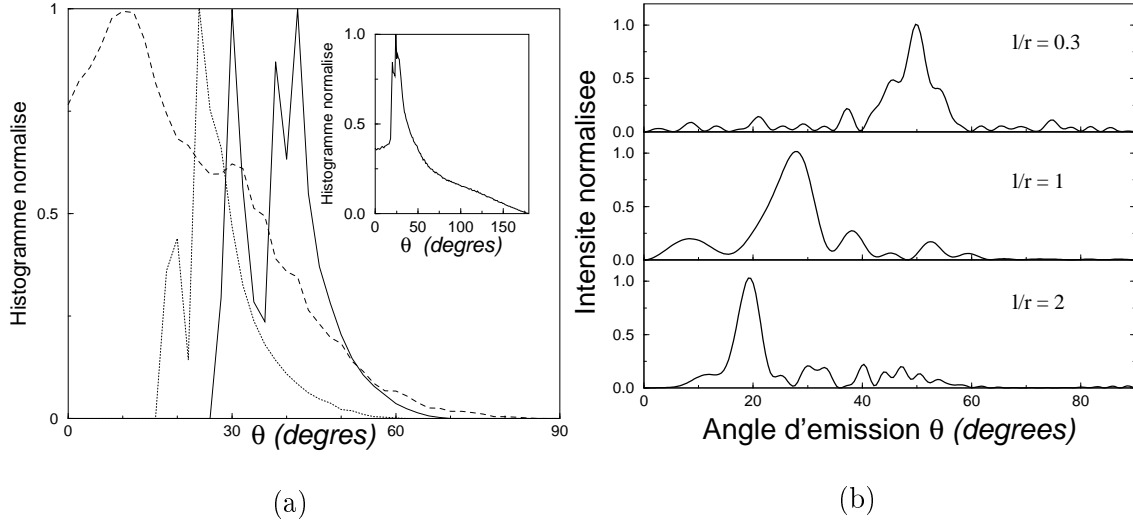 Histogramme normalise
1
0.5
0
0
30
60
90
θ (degres)
Histogramme normalise
1.0
0.5
0.0
0
50
100
150
θ (degres)
(a)
Intensite normalisee
1.0
0.5
0.0
l/r = 0.3
1.0
0.5
0.0
l/r = 1
1.0
0.5
0.0
l/r = 2
0
20
40
60
80
Angle d'emission θ (degrees)
(b)